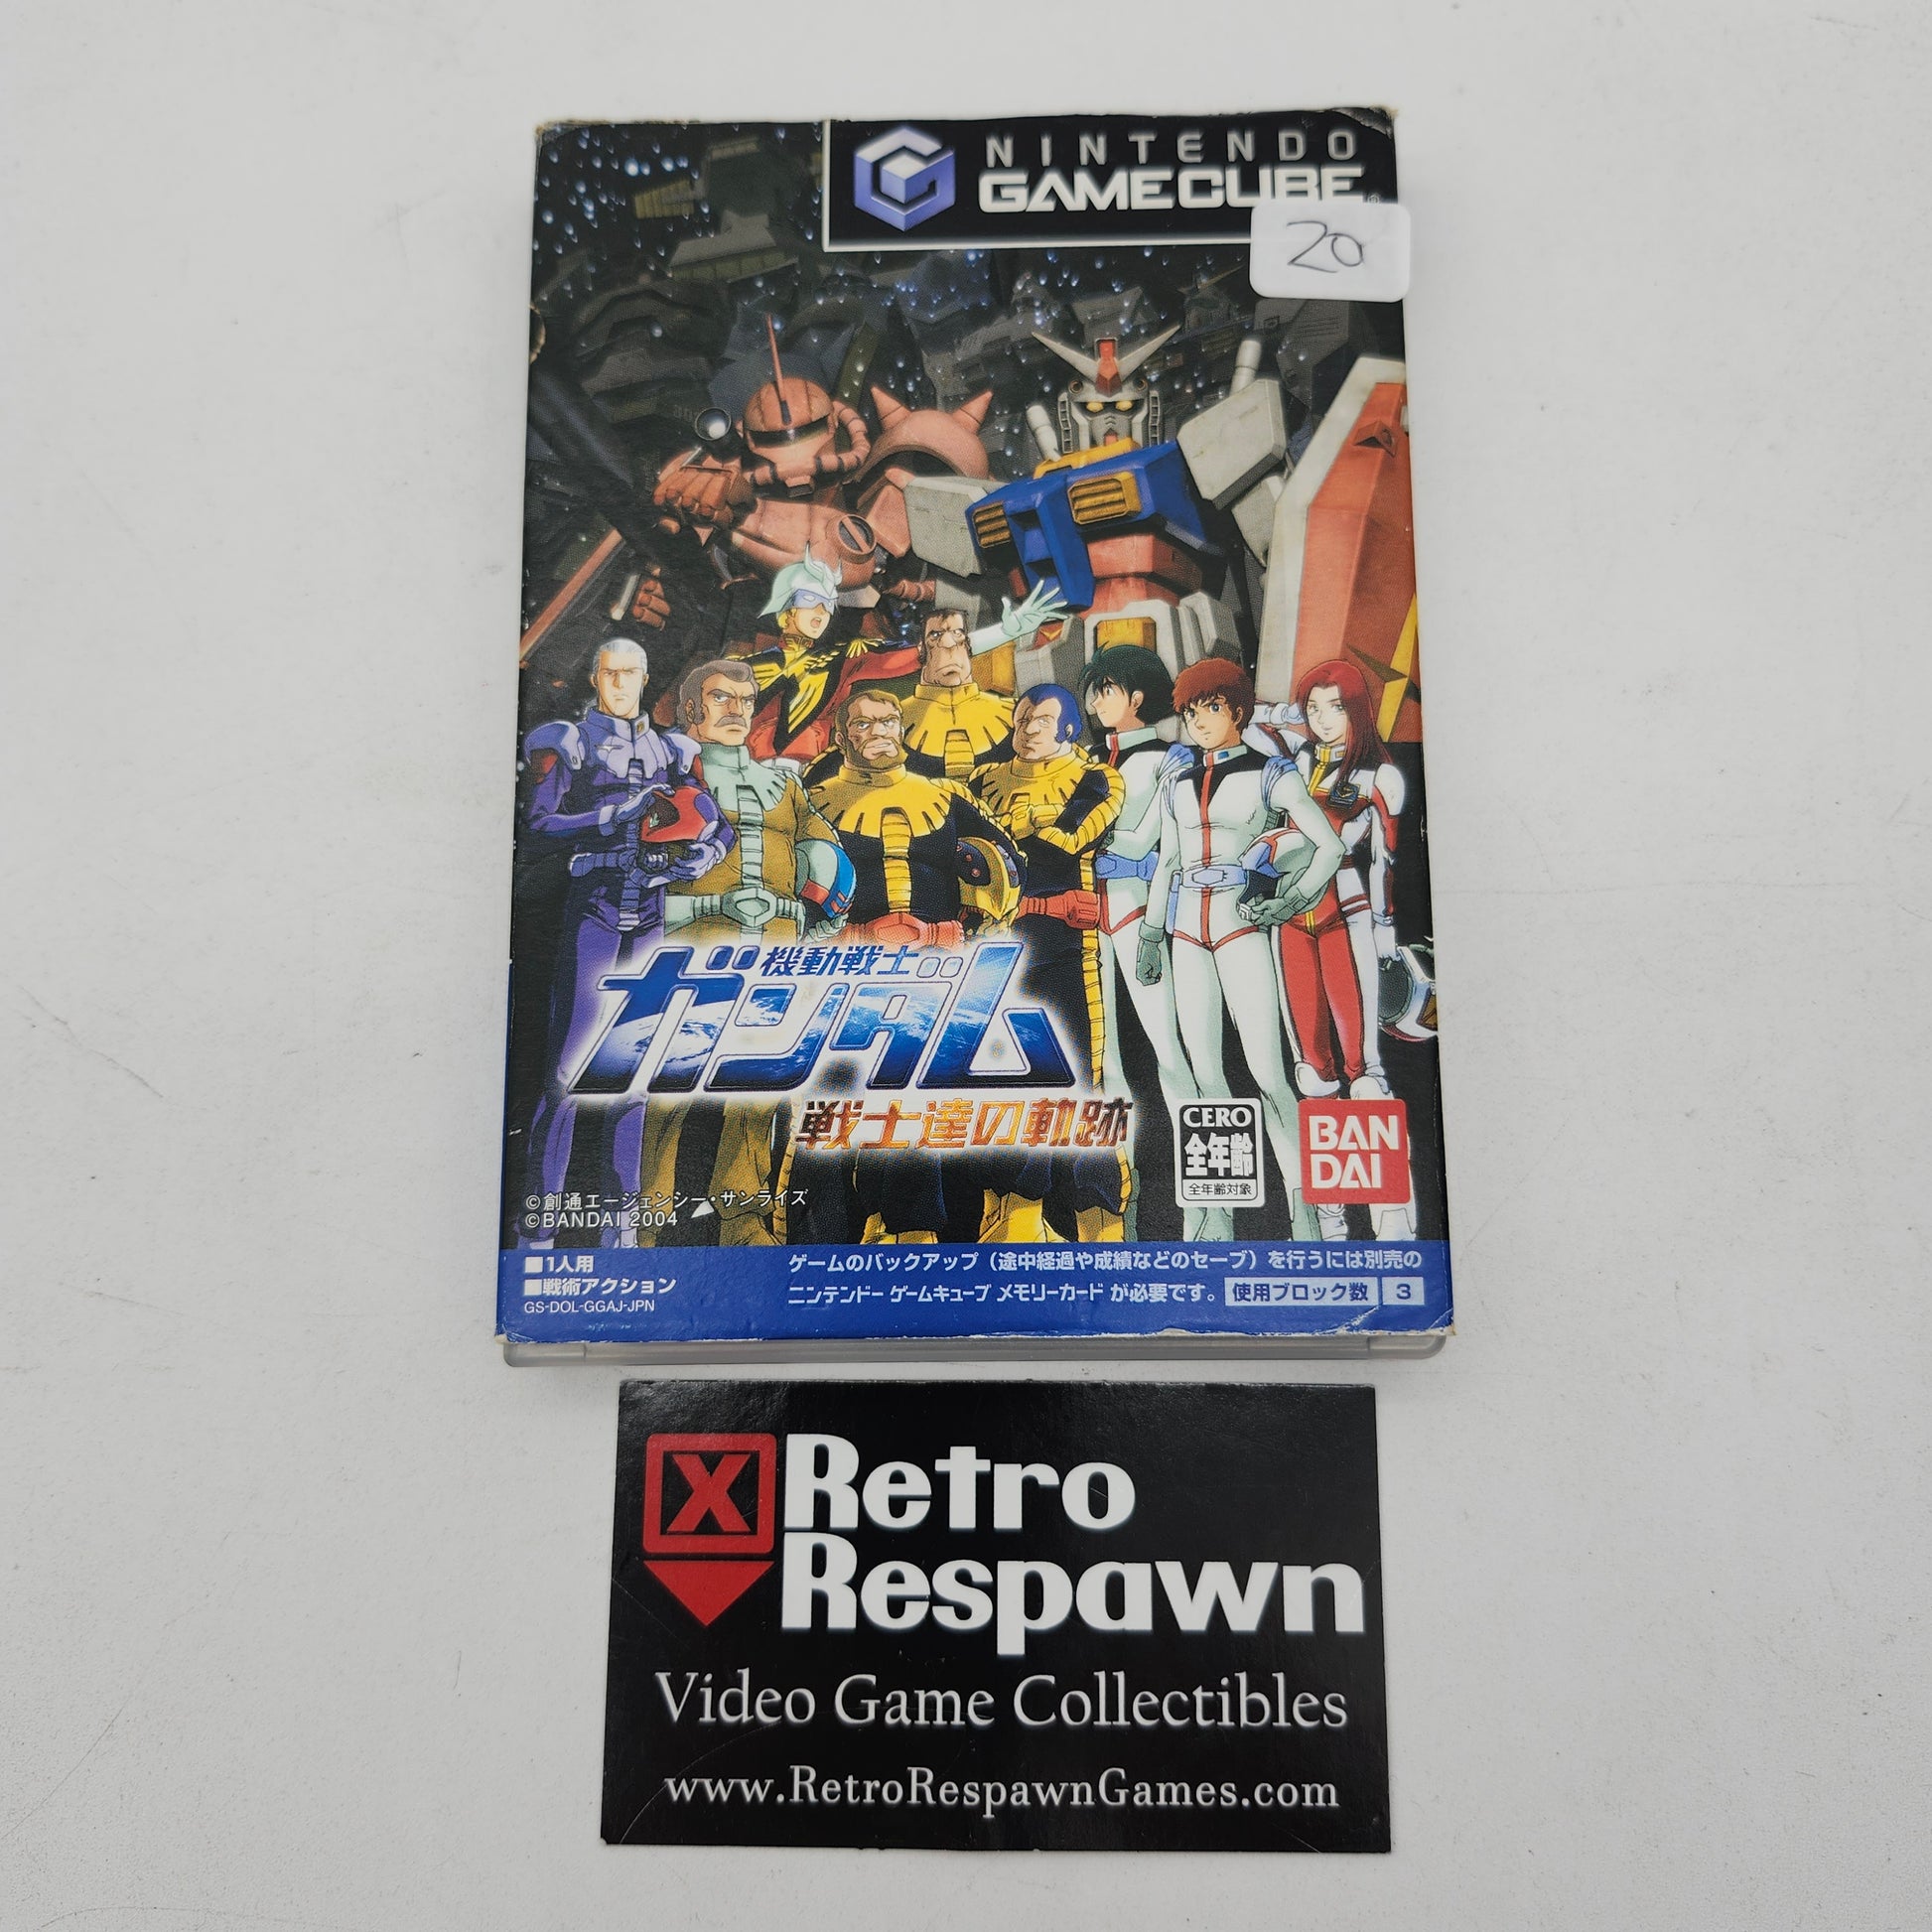 NINTENDO
GAMECUBE
20
機動戦士
ガンダム
戦士達の軌跡
CERO
全年齢
全年齢対象
BAN
DAI
©創通エージェンシー・サンライズ
©BANDAI 2004
■1人用
■戦術アクション
GS-DOL-GGAJ-JPN
ゲームのバックアップ（途中経過や成績などのセーブ）を行うには別売の
ニンテンドーゲームキューブ メモリーカード が必要です。 使用ブロック数 3
X Retro
Respawn
Video Game Collectibles
www.RetroRespawnGames.com